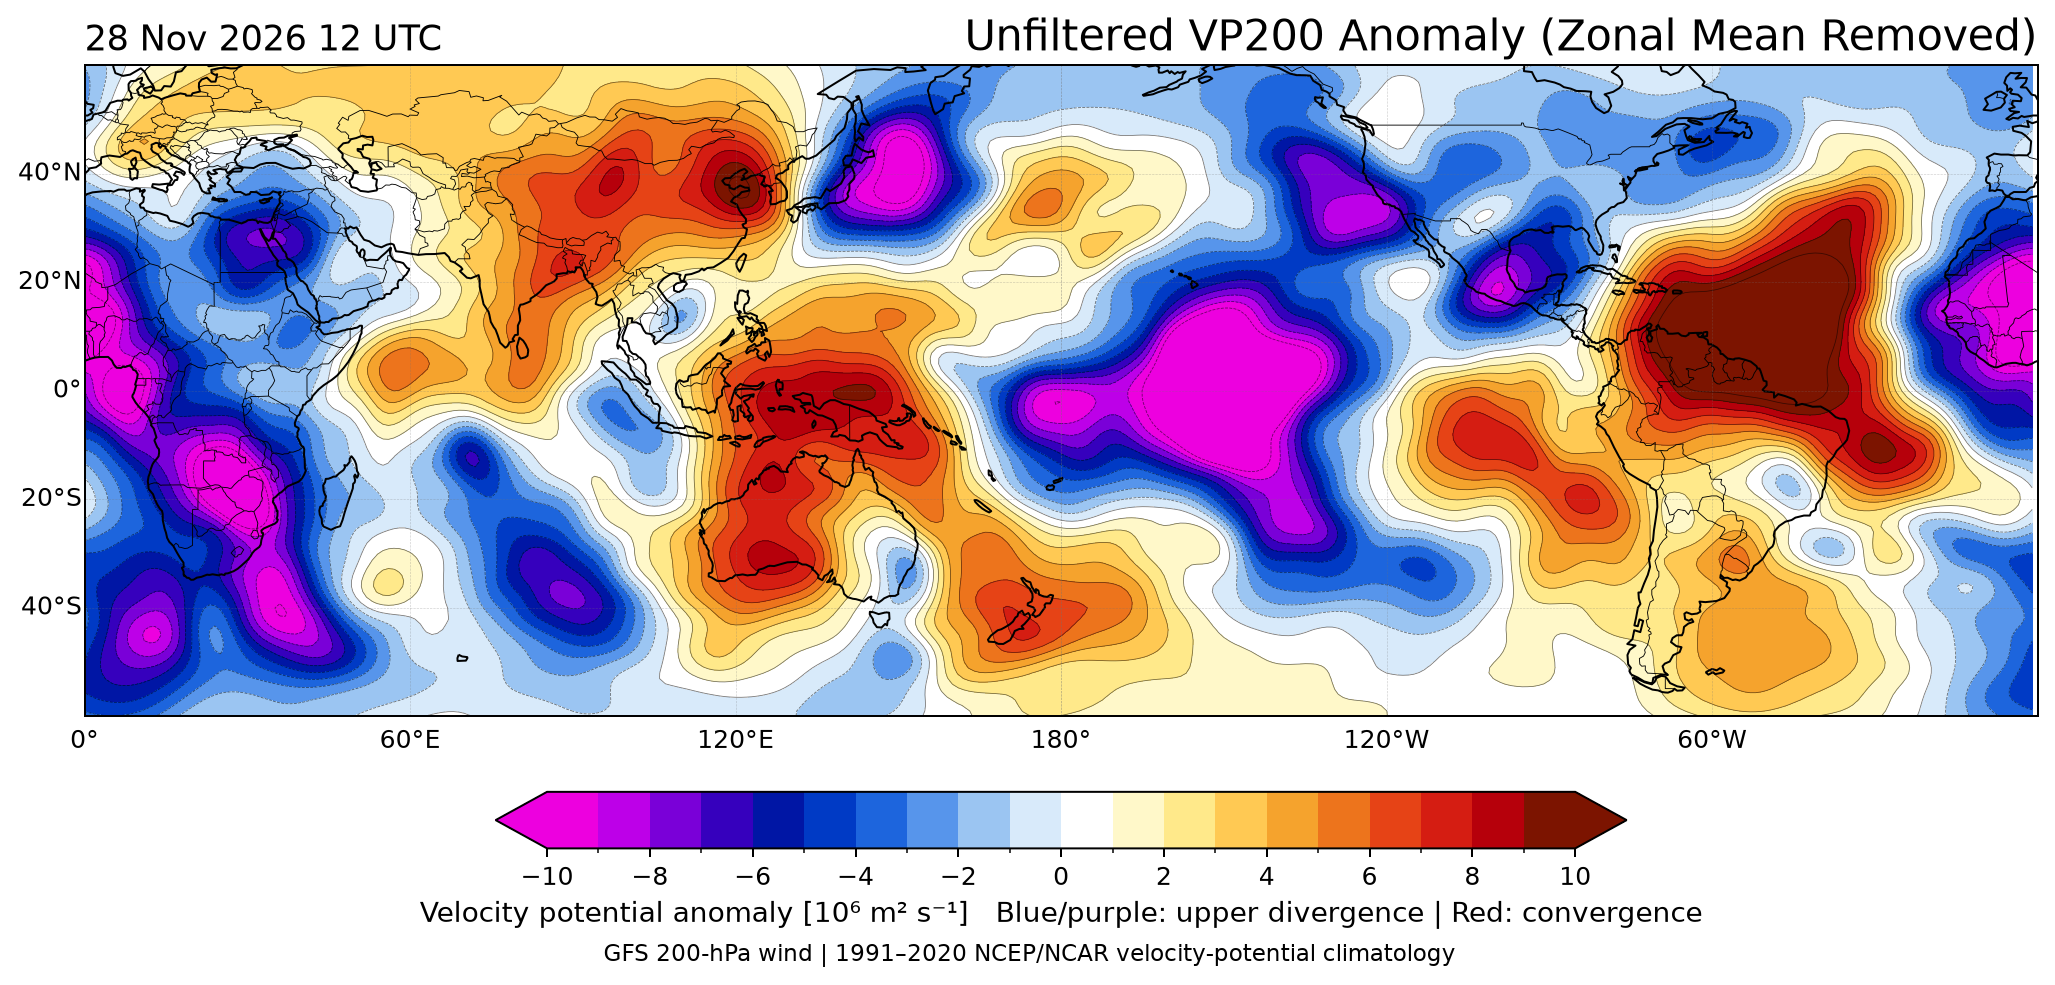 28 Nov 2026 12 UTC
Unfiltered VP200 Anomaly (Zonal Mean Removed)
40°N
20°N
0°
20°S
40°S
0° 60°E 120°E 180° 120°W 60°W
−10 −8 −6 −4 −2 0 2 4 6 8 10
Velocity potential anomaly [10⁶ m² s⁻¹]   Blue/purple: upper divergence | Red: convergence
GFS 200-hPa wind | 1991–2020 NCEP/NCAR velocity-potential climatology